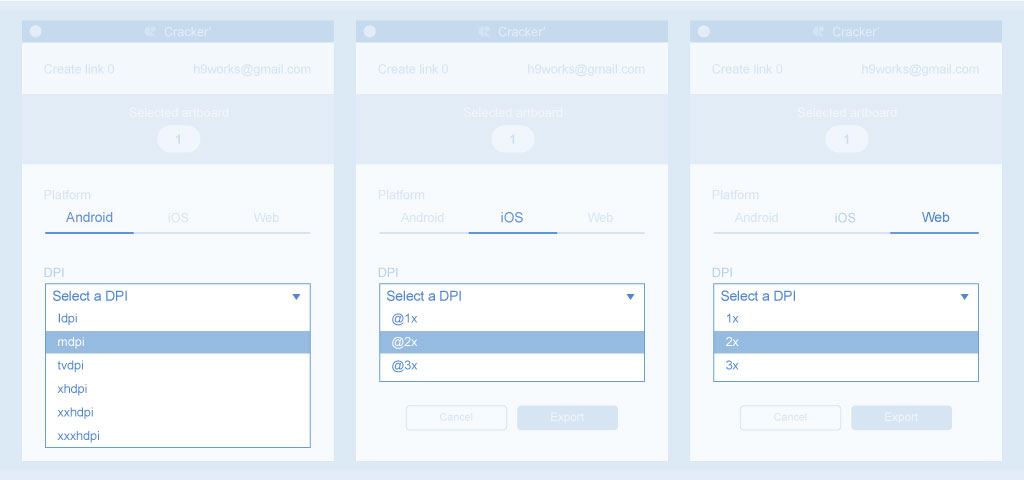 Cracker'
Create link 0 h9works@gmail.com
Selected artboard
1
Platform
Android iOS Web
DPI
Select a DPI
ldpi
mdpi
tvdpi
xhdpi
xxhdpi
xxxhdpi
Cracker'
Create link 0 h9works@gmail.com
Selected artboard
1
Platform
Android iOS Web
DPI
Select a DPI
@1x
@2x
@3x
Cancel Export
Cracker'
Create link 0 h9works@gmail.com
Selected artboard
1
Platform
Android iOS Web
DPI
Select a DPI
1x
2x
3x
Cancel Export